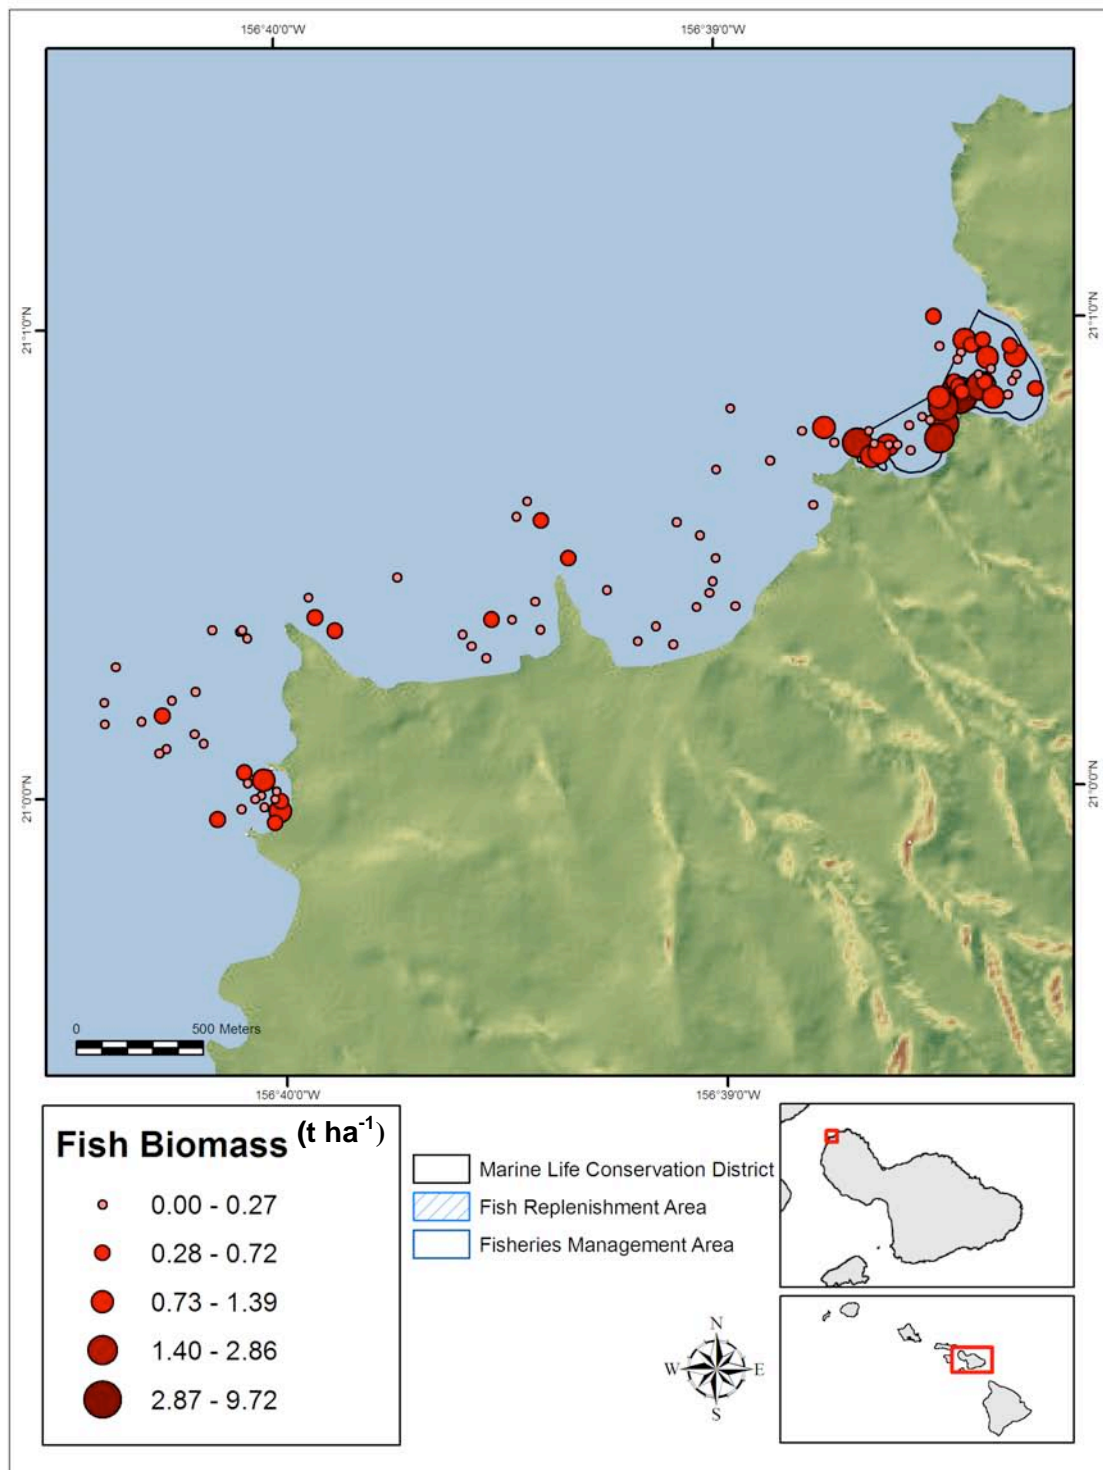 156°40'0"W 156°39'0"W
21°1'0"N 21°1'0"N
21°0'0"N 21°0'0"N
0 500 Meters
156°40'0"W 156°39'0"W
Fish Biomass (t ha-1)
0.00 - 0.27
0.28 - 0.72
0.73 - 1.39
1.40 - 2.86
2.87 - 9.72
Marine Life Conservation District
Fish Replenishment Area
Fisheries Management Area
N
W E
S